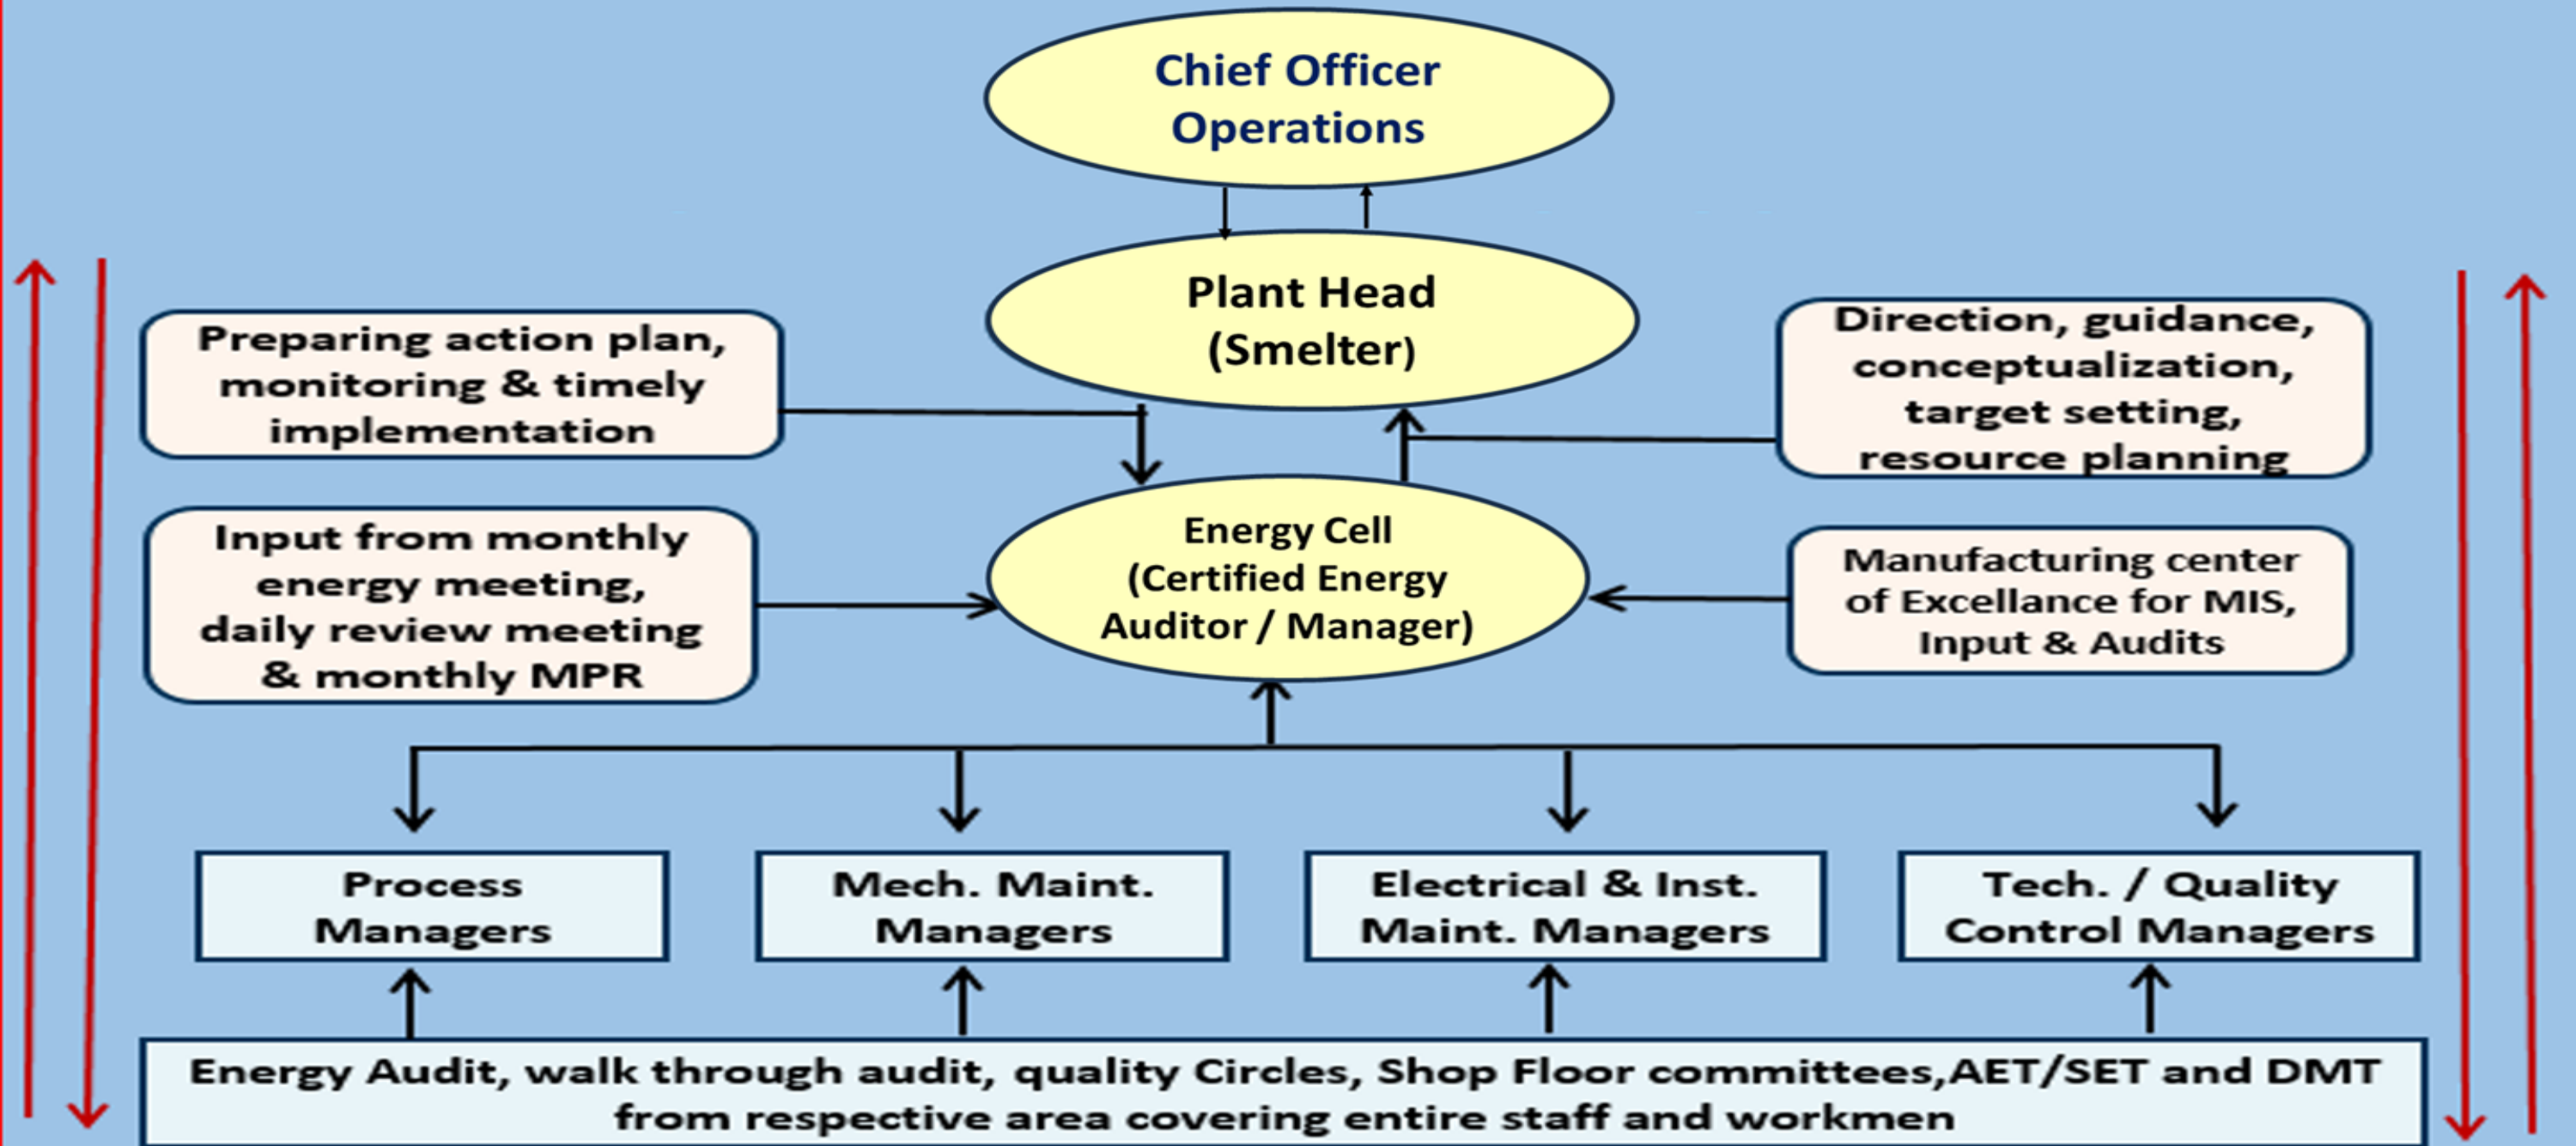 Chief Officer
Operations
Plant Head
(Smelter)
Preparing action plan,
monitoring & timely
implementation
Direction, guidance,
conceptualization,
target setting,
resource planning
Input from monthly
energy meeting,
daily review meeting
& monthly MPR
Energy Cell
(Certified Energy
Auditor / Manager)
Manufacturing center
of Excellance for MIS,
Input & Audits
Process
Managers
Mech. Maint.
Managers
Electrical & Inst.
Maint. Managers
Tech. / Quality
Control Managers
Energy Audit, walk through audit, quality Circles, Shop Floor committees,AET/SET and DMT
from respective area covering entire staff and workmen